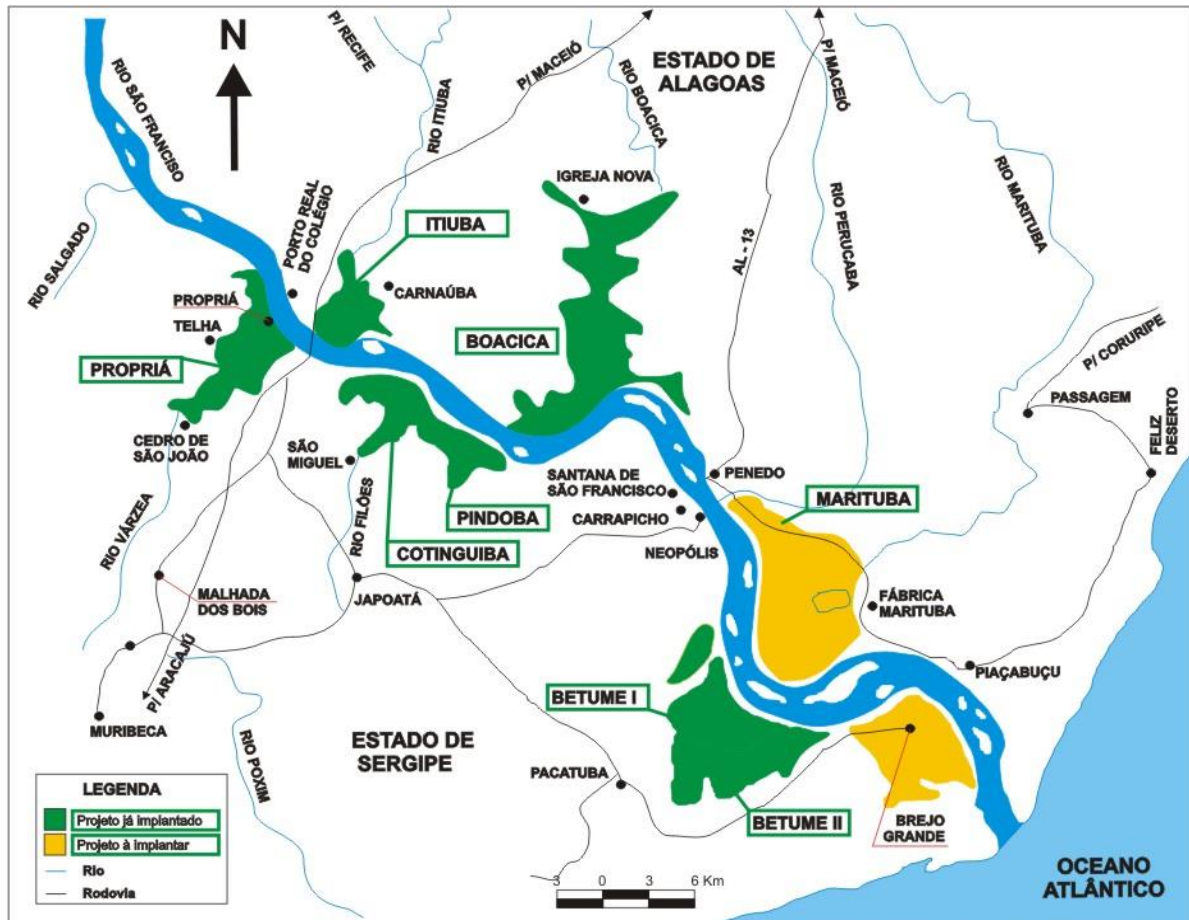 N
P/ RECIFE
RIO ITIUBA
P/ MACEIÓ
RIO BOACICA
ESTADO DE
ALAGOAS
P/ MACEIÓ
RIO SÃO FRANCISO
RIO SALGADO
PORTO REAL
DO COLÉGIO
ITIUBA
IGREJA NOVA
RIO PERUCABA
RIO MARITUBA
AL - 13
CARNAÚBA
PROPRIÁ
TELHA
BOACICA
PROPRIÁ
P/ CORURIPE
PASSAGEM
FELIZ
DESERTO
CEDRO DE
SÃO JOÃO
SÃO
MIGUEL
SANTANA DE
SÃO FRANCISCO
PENEDO
MARITUBA
CARRAPICHO
PINDOBA
RIO VÁRZEA
RIO FILÕES
COTINGUIBA
NEOPÓLIS
MALHADA
DOS BOIS
JAPOATÁ
FÁBRICA
MARITUBA
P/ ARACAJÚ
PIAÇABUÇU
BETUME I
MURIBECA
RIO POXIM
ESTADO DE
SERGIPE
PACATUBA
BETUME II
BREJO
GRANDE
LEGENDA
Projeto já implantado
Projeto à implantar
Rio
Rodovia
3 0 3 6 Km
OCEANO
ATLÂNTICO